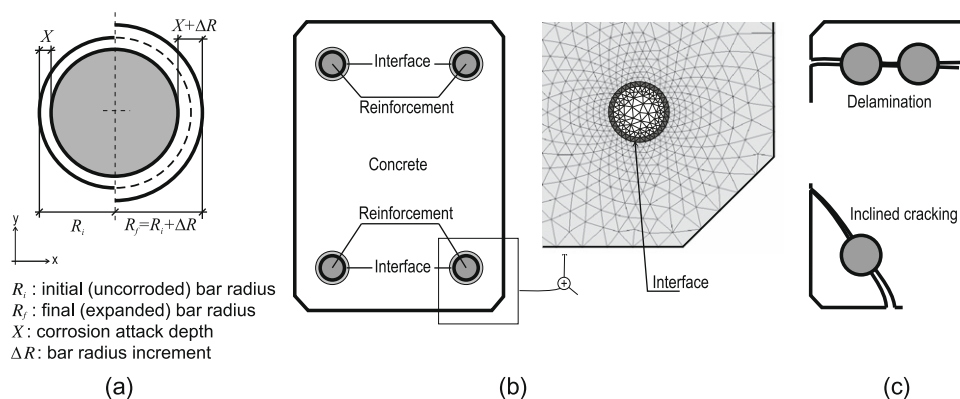 X
X+ΔR
R_i
R_f=R_i+ΔR
y
x
R_i : initial (uncorroded) bar radius
R_f : final (expanded) bar radius
X : corrosion attack depth
ΔR : bar radius increment
(a)
Interface
Reinforcement
Concrete
Reinforcement
Interface
Interface
(b)
Delamination
Inclined cracking
(c)